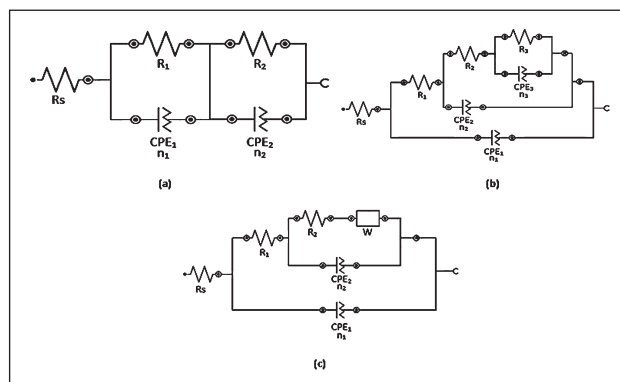 R₁
R₂
Rs
CPE₁
n₁
CPE₂
n₂
(a)
R₃
R₂
CPE₃
n₃
R₁
CPE₂
n₂
Rs
CPE₁
n₁
(b)
R₂
W
R₁
CPE₂
n₂
Rs
CPE₁
n₁
(c)